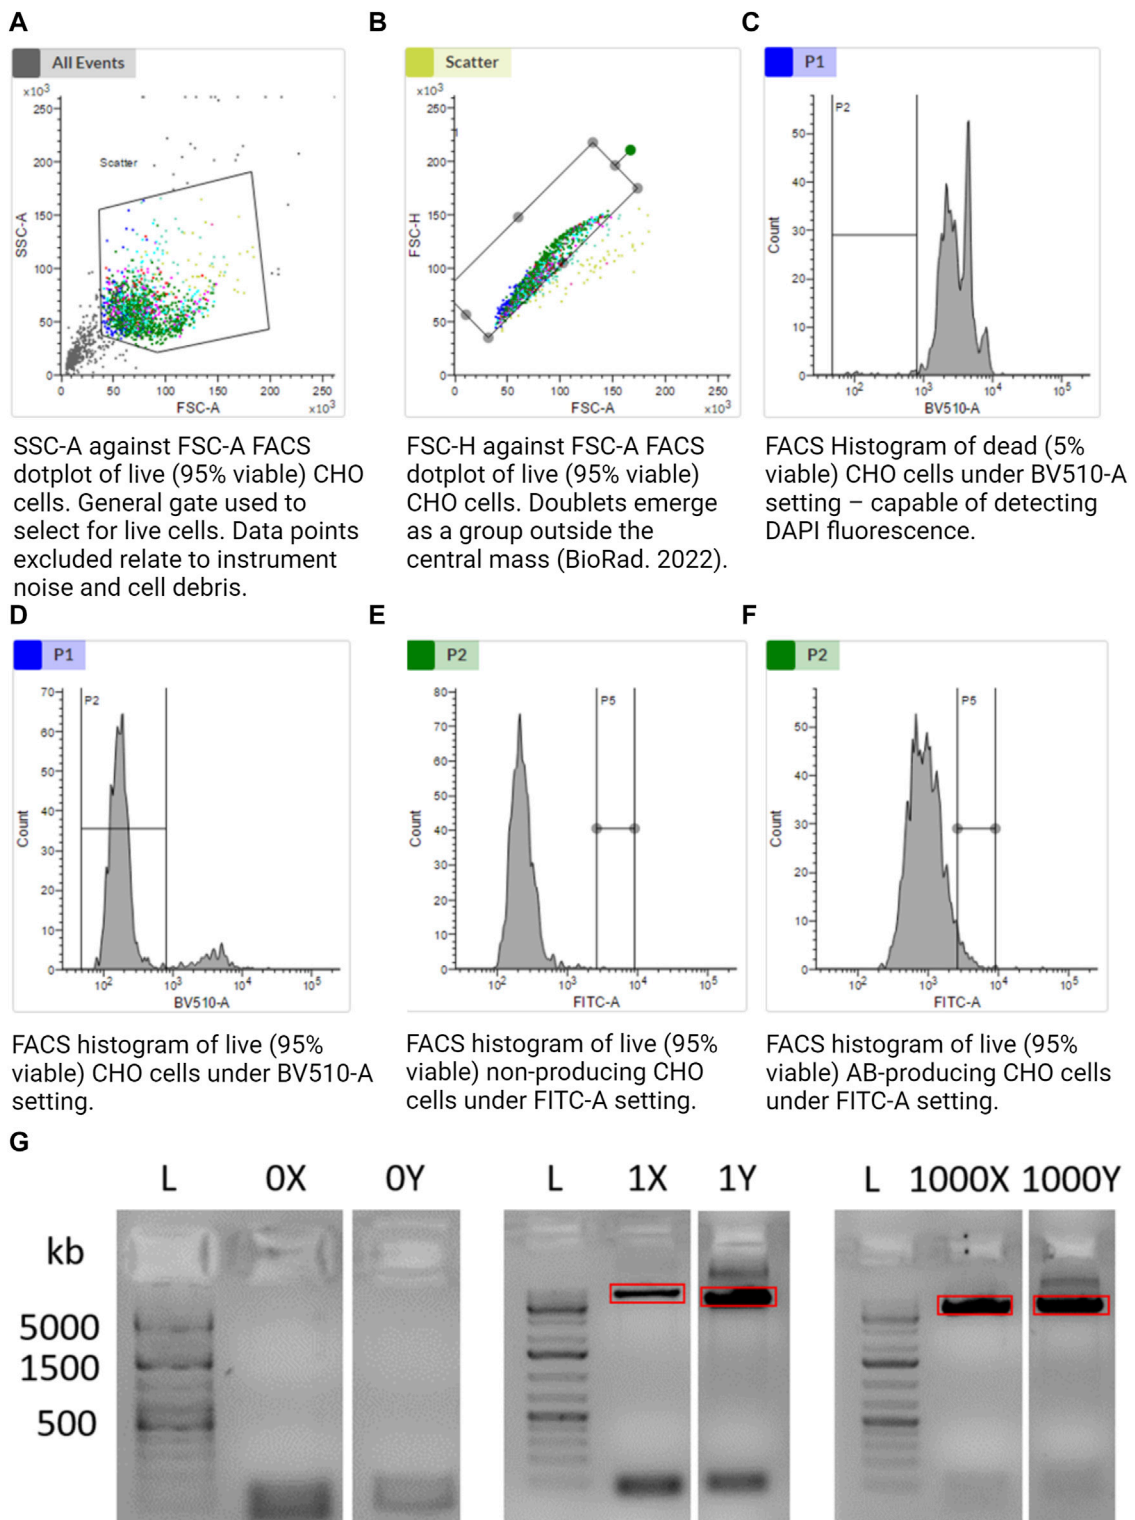 A
B
C
All Events
Scatter
P1
x10³
250
200
150
100
50
0
SSC-A
Scatter
0 50 100 150 200 250
FSC-A
x10³
x10³
250
200
150
100
50
0
FSC-H
0 50 100 150 200 250
FSC-A
x10³
P2
50
40
30
20
10
0
Count
10² 10³ 10⁴ 10⁵
BV510-A
SSC-A against FSC-A FACS
dotplot of live (95% viable) CHO
cells. General gate used to
select for live cells. Data points
excluded relate to instrument
noise and cell debris.
FSC-H against FSC-A FACS
dotplot of live (95% viable)
CHO cells. Doublets emerge
as a group outside the
central mass (BioRad. 2022).
FACS Histogram of dead (5%
viable) CHO cells under BV510-A
setting – capable of detecting
DAPI fluorescence.
D
E
F
P1
P2
P2
70
60
50
40
30
20
10
0
Count
P2
10² 10³ 10⁴ 10⁵
BV510-A
80
70
60
50
40
30
20
10
0
Count
P5
10² 10³ 10⁴ 10⁵
FITC-A
50
40
30
20
10
0
Count
P5
10² 10³ 10⁴ 10⁵
FITC-A
FACS histogram of live (95%
viable) CHO cells under BV510-A
setting.
FACS histogram of live (95%
viable) non-producing CHO
cells under FITC-A setting.
FACS histogram of live (95%
viable) AB-producing CHO cells
under FITC-A setting.
G
L 0X 0Y L 1X 1Y L 1000X 1000Y
kb
5000
1500
500